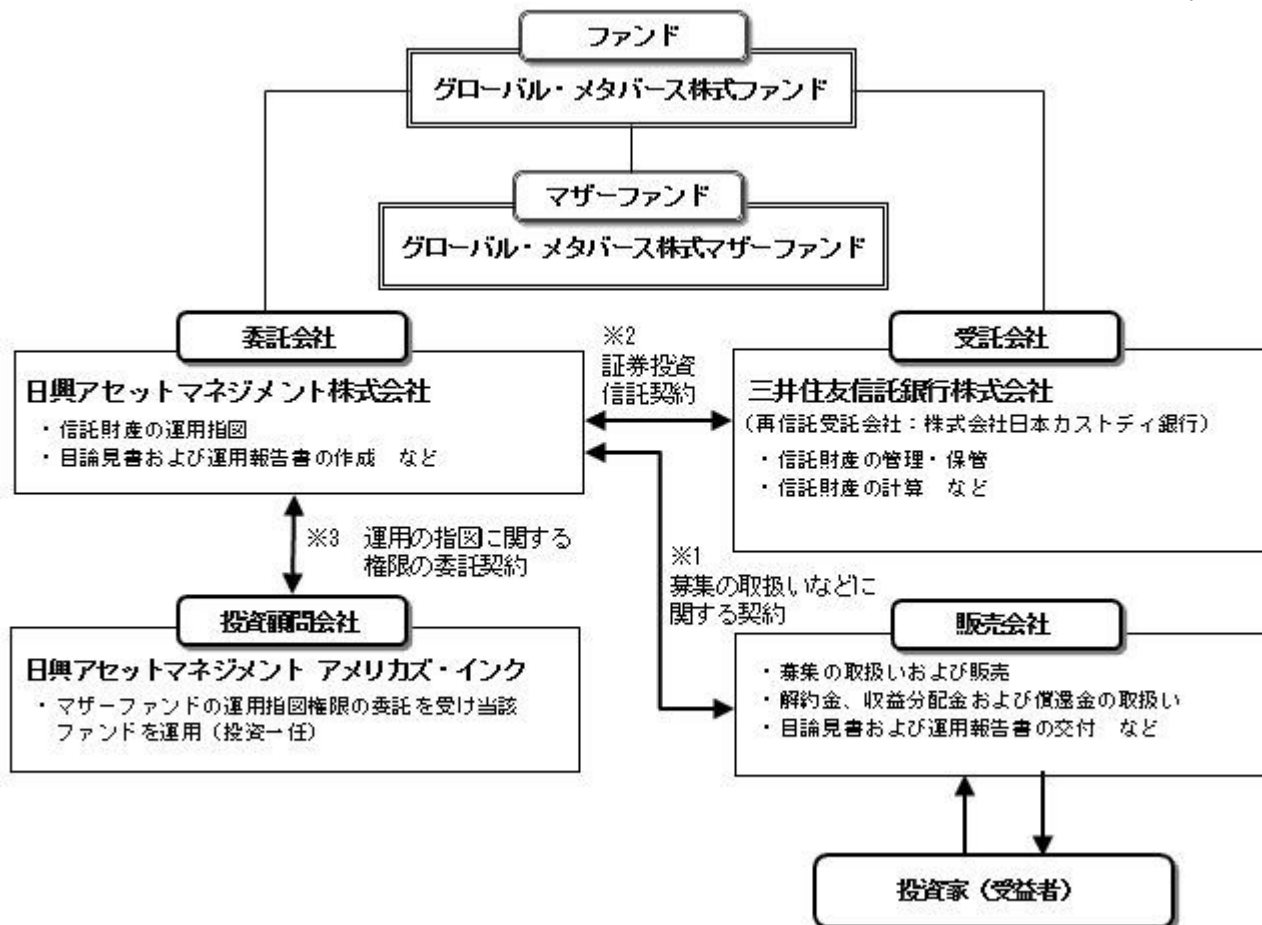 ファンド
グローバル・メタバース株式ファンド
マザーファンド
グローバル・メタバース株式マザーファンド
委託会社
日興アセットマネジメント株式会社
・信託財産の運用指図
・目論見書および運用報告書の作成 など
※2
証券投資
信託契約
受託会社
三井住友信託銀行株式会社
(再信託受託会社:株式会社日本カストディ銀行)
・信託財産の管理・保管
・信託財産の計算 など
※3 運用の指図に関する
権限の委託契約
※1
募集の取扱いなどに
関する契約
投資顧問会社
日興アセットマネジメント アメリカズ・インク
・マザーファンドの運用指図権限の委託を受け当該
ファンドを運用(投資一任)
販売会社
・募集の取扱いおよび販売
・解約金、収益分配金および償還金の取扱い
・目論見書および運用報告書の交付 など
投資家(受益者)